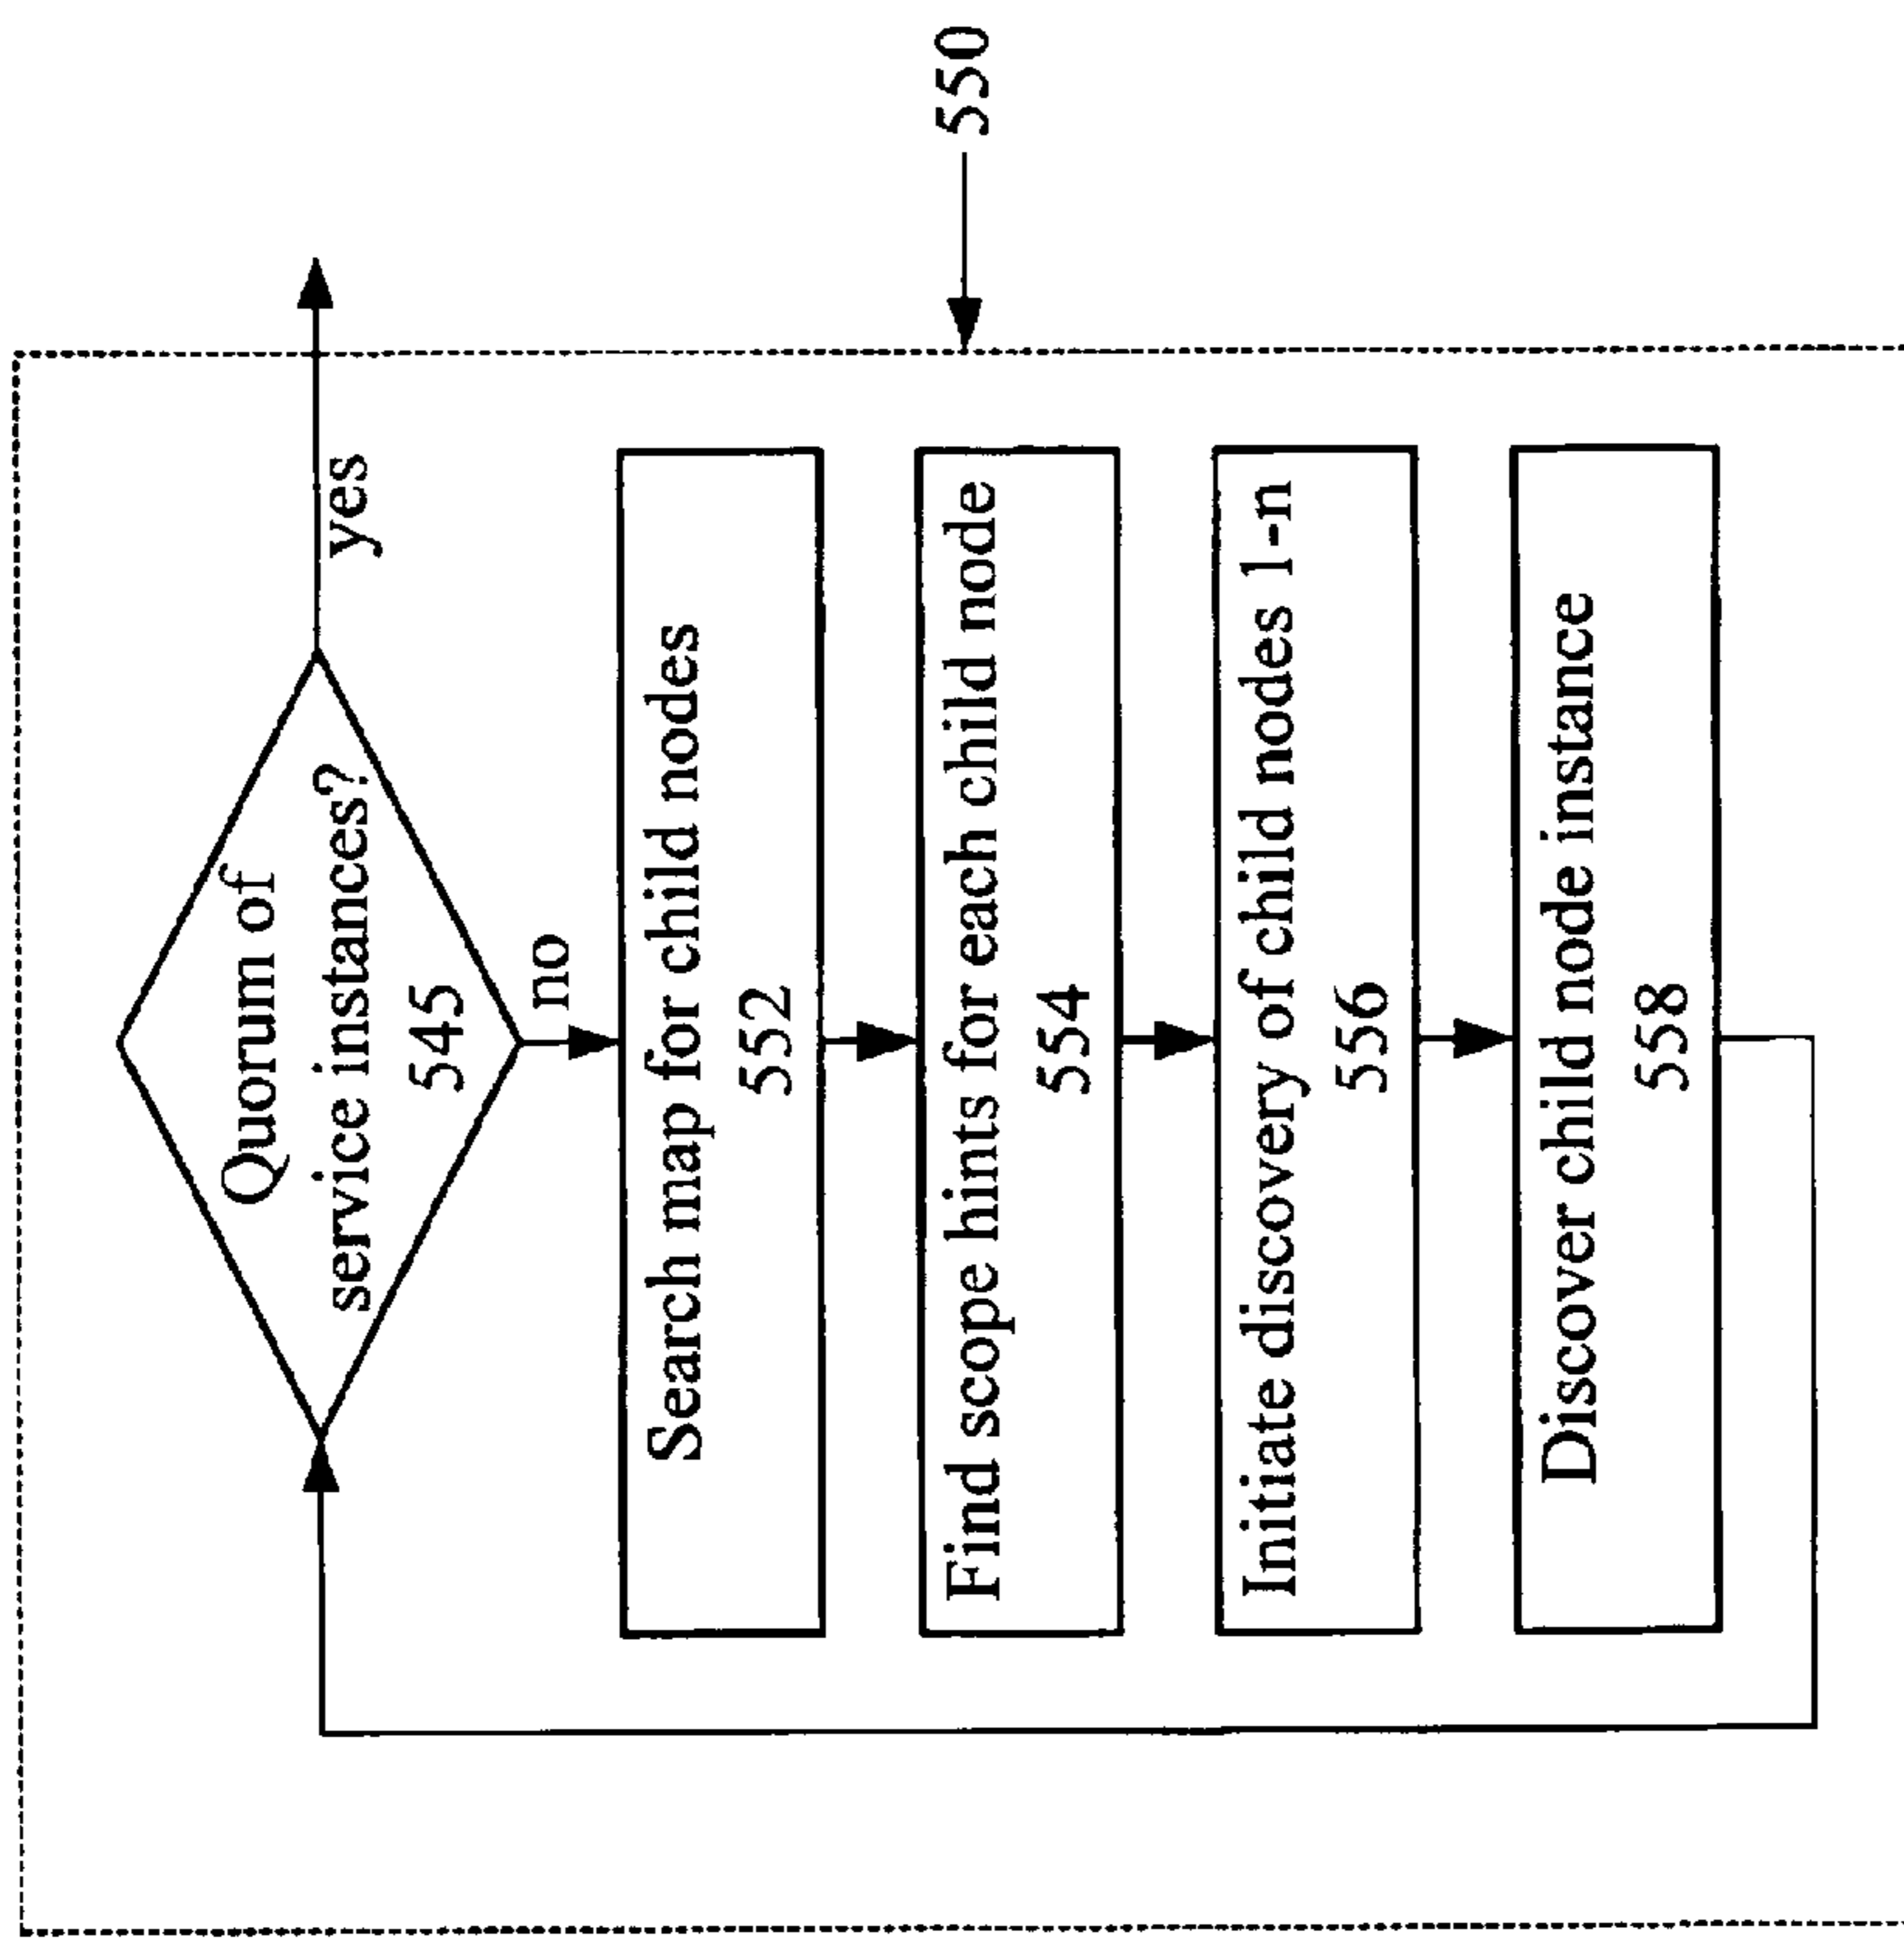 Quorum of
service instances?
545
yes
no
Search map for child nodes
552
Find scope hints for each child node
554
Initiate discovery of child nodes 1-n
556
Discover child node instance
558
550